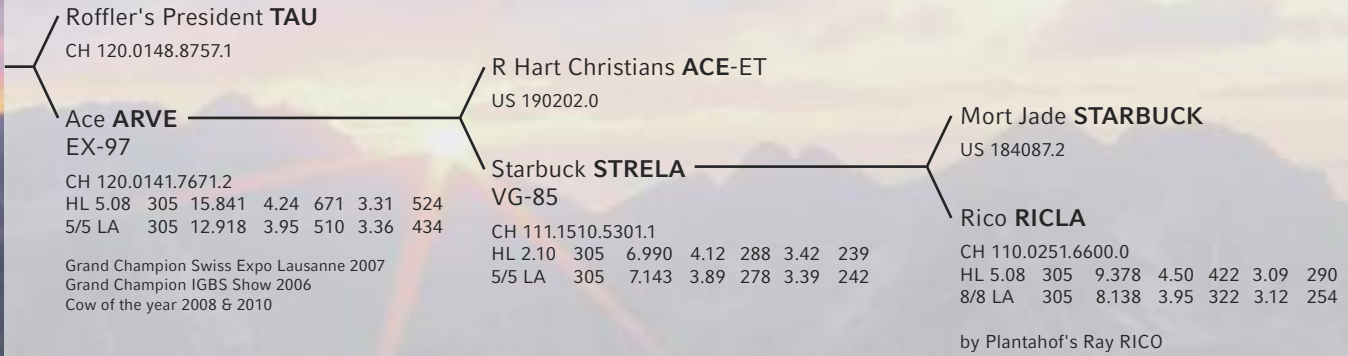 Roffler's President TAU
CH 120.0148.8757.1
Ace ARVE
EX-97
CH 120.0141.7671.2
HL 5.08 305 15.841 4.24 671 3.31 524
5/5 LA 305 12.918 3.95 510 3.36 434
Grand Champion Swiss Expo Lausanne 2007
Grand Champion IGBS Show 2006
Cow of the year 2008 & 2010
R Hart Christians ACE-ET
US 190202.0
Starbuck STRELA
VG-85
CH 111.1510.5301.1
HL 2.10 305 6.990 4.12 288 3.42 239
5/5 LA 305 7.143 3.89 278 3.39 242
Mort Jade STARBUCK
US 184087.2
Rico RICLA
CH 110.0251.6600.0
HL 5.08 305 9.378 4.50 422 3.09 290
8/8 LA 305 8.138 3.95 322 3.12 254
by Plantahof's Ray RICO